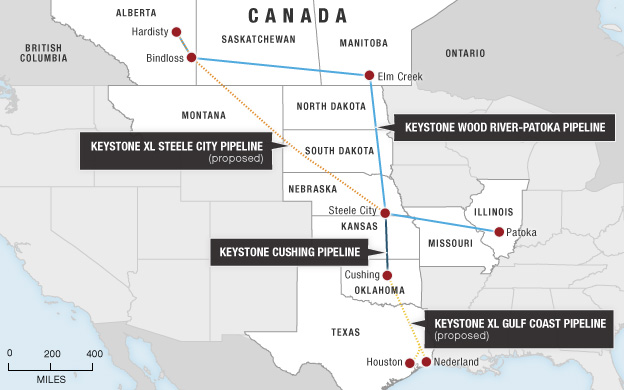 CANADA
ALBERTA
Hardisty
SASKATCHEWAN
BRITISH
COLUMBIA
Bindloss
MANITOBA
ONTARIO
Elm Creek
MONTANA
NORTH DAKOTA
KEYSTONE WOOD RIVER-PATOKA PIPELINE
KEYSTONE XL STEELE CITY PIPELINE
(proposed)
SOUTH DAKOTA
NEBRASKA
Steele City
ILLINOIS
KANSAS
Patoka
MISSOURI
KEYSTONE CUSHING PIPELINE
Cushing
OKLAHOMA
KEYSTONE XL GULF COAST PIPELINE
(proposed)
TEXAS
Houston
Nederland
0 200 400
MILES